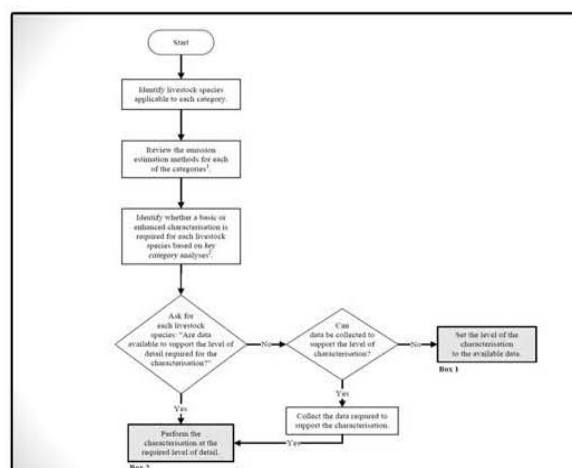 Start
Identify livestock species
applicable to each category.
Review the emission
estimation methods for each
of the categories¹.
Identify whether a basic or
enhanced characterisation is
required for each livestock
species based on key
category analyses².
Ask for
each livestock
species: "Are data
available to support the level of
detail required for the
characterisation?"
No
Can
data be collected to
support the level of
characterisation?
No
Set the level of the
characterisation
to the available data.
Box 1
Yes
Yes
Collect the data required to
support the characterisation.
Yes
Perform the
characterisation at the
required level of detail.
Box 2